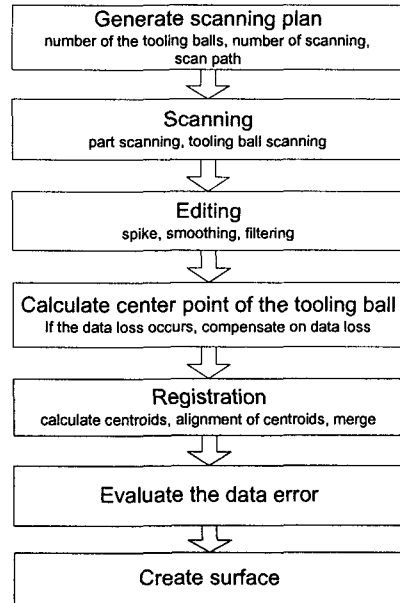 Generate scanning plan
number of the tooling balls, number of scanning,
scan path
Scanning
part scanning, tooling ball scanning
Editing
spike, smoothing, filtering
Calculate center point of the tooling ball
If the data loss occurs, compensate on data loss
Registration
calculate centroids, alignment of centroids, merge
Evaluate the data error
Create surface